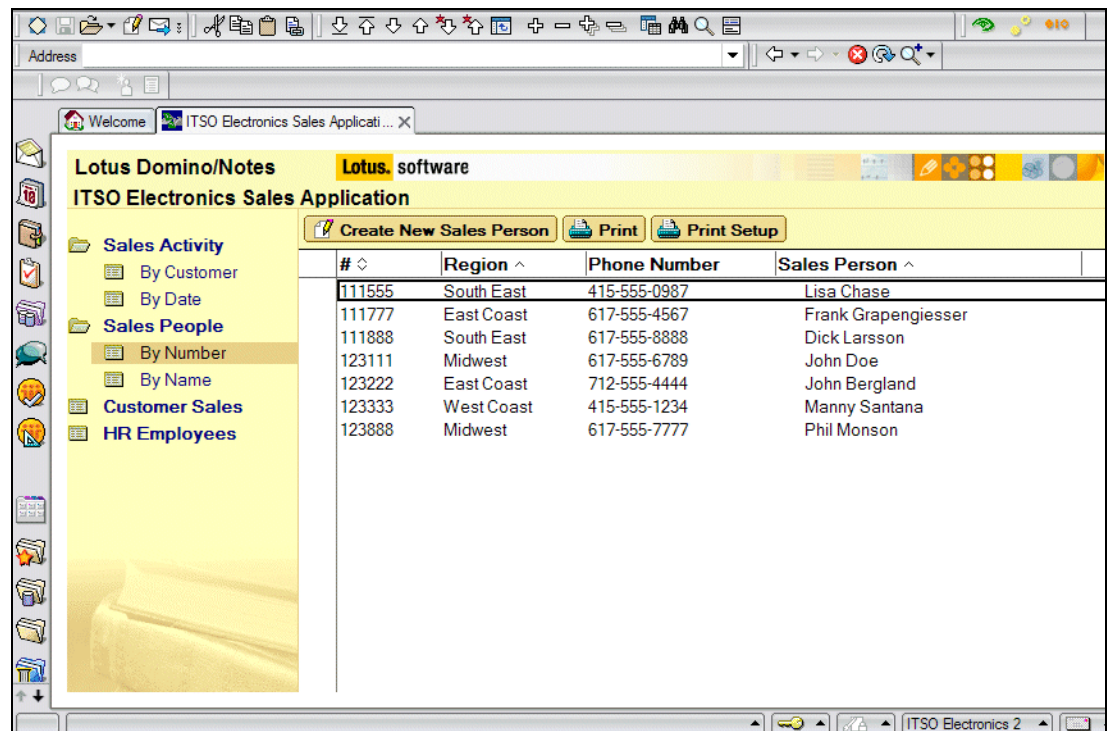 Address
Welcome ITSO Electronics Sales Applicati ...
Lotus Domino/Notes Lotus. software
ITSO Electronics Sales Application
Create New Sales Person Print Print Setup
Sales Activity
By Customer
By Date
Sales People
By Number
By Name
Customer Sales
HR Employees
# Region Phone Number Sales Person
111555 South East 415-555-0987 Lisa Chase
111777 East Coast 617-555-4567 Frank Grapengiesser
111888 South East 617-555-8888 Dick Larsson
123111 Midwest 617-555-6789 John Doe
123222 East Coast 712-555-4444 John Bergland
123333 West Coast 415-555-1234 Manny Santana
123888 Midwest 617-555-7777 Phil Monson
ITSO Electronics 2